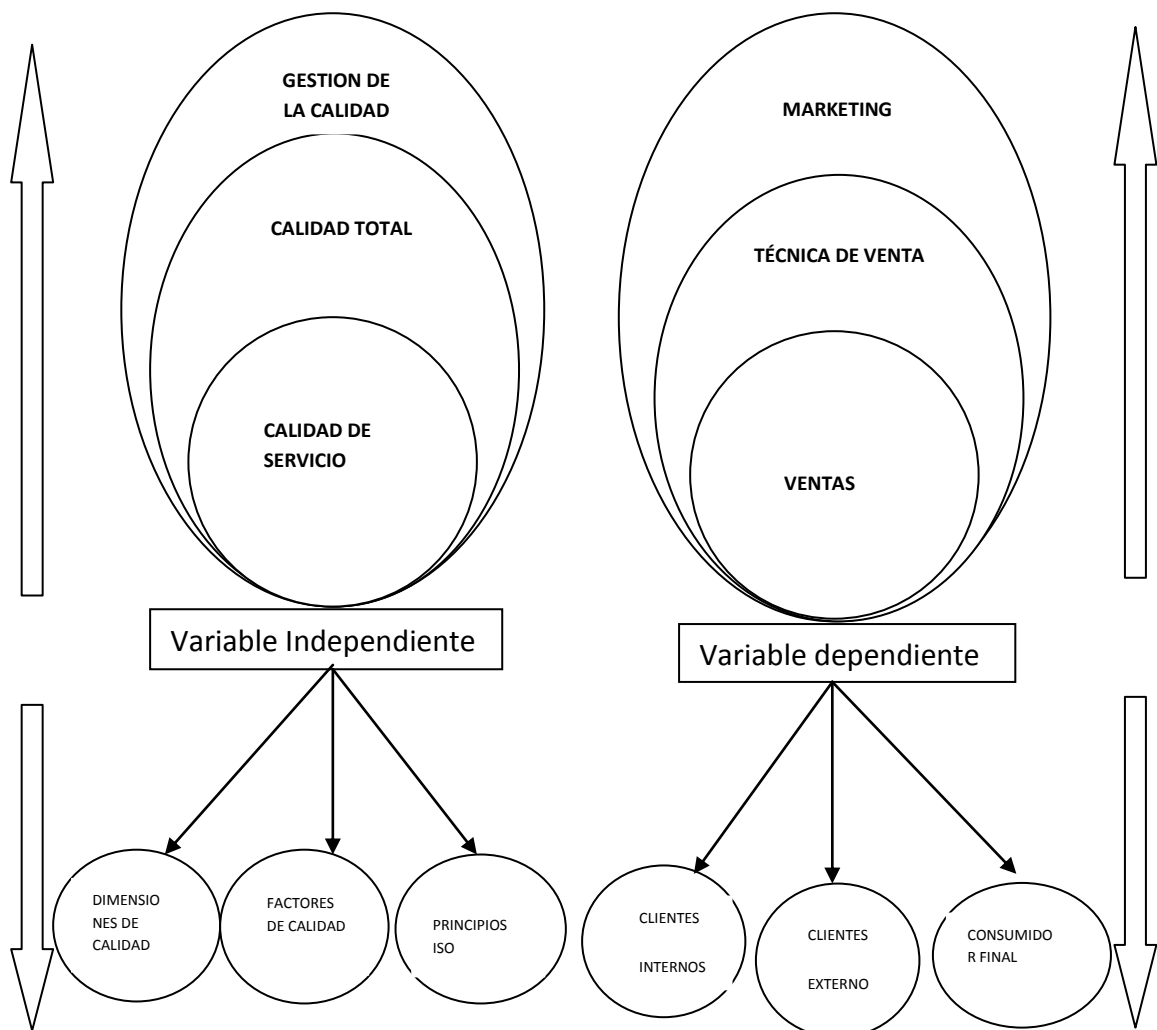 GESTION DE
LA CALIDAD
CALIDAD TOTAL
CALIDAD DE
SERVICIO
Variable Independiente
DIMENSIO
NES DE
CALIDAD
FACTORES
DE CALIDAD
PRINCIPIOS
ISO
MARKETING
TÉCNICA DE VENTA
VENTAS
Variable dependiente
CLIENTES
INTERNOS
CLIENTES
EXTERNO
CONSUMIDO
R FINAL